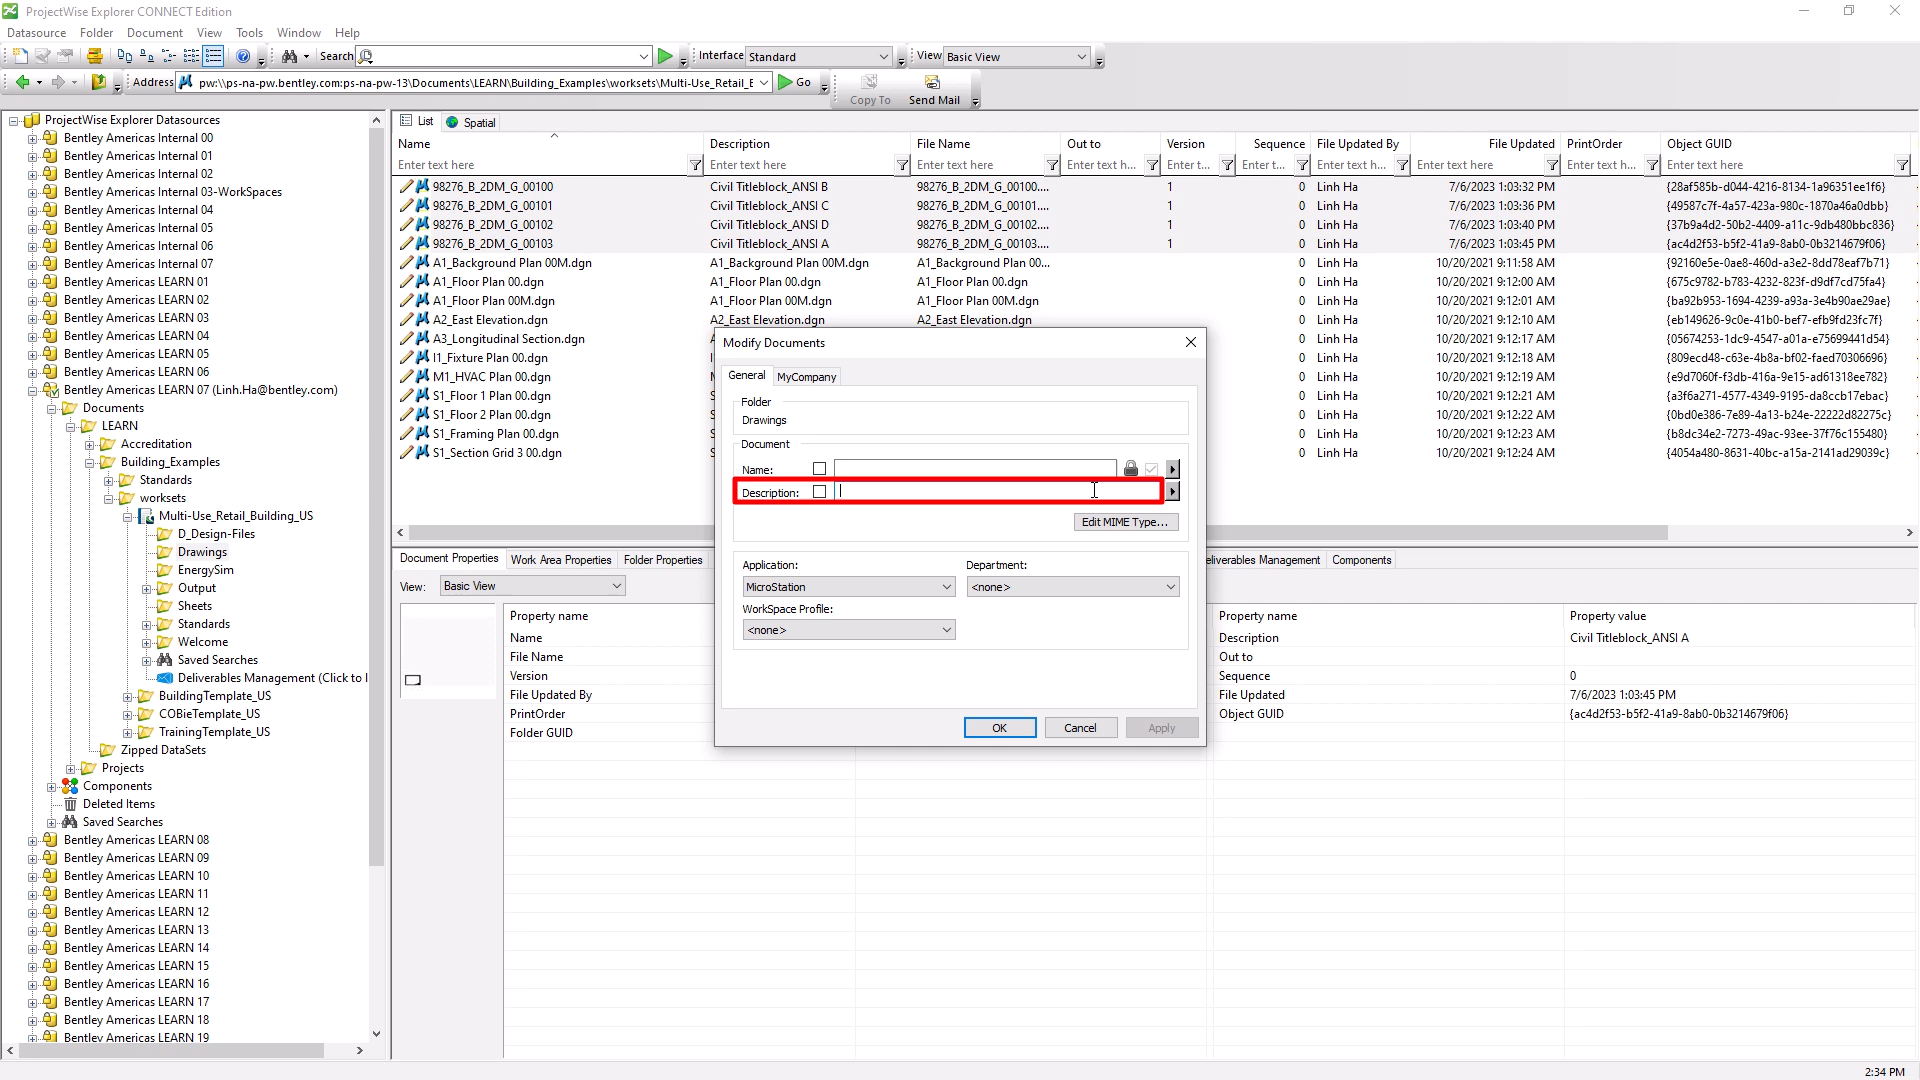 ProjectWise Explorer CONNECT Edition
Datasource Folder Document View Tools Window Help
Search Interface Standard View Basic View
Address pw:\\ps-na-pw.bentley.com:ps-na-pw-13\Documents\LEARN\Building_Examples\worksets\Multi-Use_Retail_E Go Copy To Send Mail
ProjectWise Explorer Datasources
Bentley Americas Internal 00
Bentley Americas Internal 01
Bentley Americas Internal 02
Bentley Americas Internal 03-WorkSpaces
Bentley Americas Internal 04
Bentley Americas Internal 05
Bentley Americas Internal 06
Bentley Americas Internal 07
Bentley Americas LEARN 01
Bentley Americas LEARN 02
Bentley Americas LEARN 03
Bentley Americas LEARN 04
Bentley Americas LEARN 05
Bentley Americas LEARN 06
Bentley Americas LEARN 07 (Linh.Ha@bentley.com)
Documents
LEARN
Accreditation
Building_Examples
Standards
worksets
Multi-Use_Retail_Building_US
D_Design-Files
Drawings
EnergySim
Output
Sheets
Standards
Welcome
Saved Searches
Deliverables Management (Click to l
BuildingTemplate_US
COBieTemplate_US
TrainingTemplate_US
Zipped DataSets
Projects
Components
Deleted Items
Saved Searches
Bentley Americas LEARN 08
Bentley Americas LEARN 09
Bentley Americas LEARN 10
Bentley Americas LEARN 11
Bentley Americas LEARN 12
Bentley Americas LEARN 13
Bentley Americas LEARN 14
Bentley Americas LEARN 15
Bentley Americas LEARN 16
Bentley Americas LEARN 17
Bentley Americas LEARN 18
Bentley Americas LEARN 19
List Spatial
Name Description File Name Out to Version Sequence File Updated By File Updated PrintOrder Object GUID
Enter text here Enter text here Enter text here Enter text h... Enter t... Enter t... Enter text h... Enter text here Enter text h... Enter text here
98276_B_2DM_G_00100 Civil Titleblock_ANSI B 98276_B_2DM_G_00100.... 1 0 Linh Ha 7/6/2023 1:03:32 PM {28af585b-d044-4216-8134-1a96351ee1f6}
98276_B_2DM_G_00101 Civil Titleblock_ANSI C 98276_B_2DM_G_00101.... 1 0 Linh Ha 7/6/2023 1:03:36 PM {49587c7f-4a57-423a-980c-1870a46a0dbb}
98276_B_2DM_G_00102 Civil Titleblock_ANSI D 98276_B_2DM_G_00102.... 1 0 Linh Ha 7/6/2023 1:03:40 PM {37b9a4d2-50b2-4409-a11c-9db480bbc836}
98276_B_2DM_G_00103 Civil Titleblock_ANSI A 98276_B_2DM_G_00103.... 1 0 Linh Ha 7/6/2023 1:03:45 PM {ac4d2f53-b5f2-41a9-8ab0-0b3214679f06}
A1_Background Plan 00M.dgn A1_Background Plan 00M.dgn A1_Background Plan 00... 0 Linh Ha 10/20/2021 9:11:58 AM {92160e5e-0ae8-460d-a3e2-8dd78eaf7b71}
A1_Floor Plan 00.dgn A1_Floor Plan 00.dgn A1_Floor Plan 00.dgn 0 Linh Ha 10/20/2021 9:12:00 AM {675c9782-b783-4232-823f-d9df7cd75fa4}
A1_Floor Plan 00M.dgn A1_Floor Plan 00M.dgn A1_Floor Plan 00M.dgn 0 Linh Ha 10/20/2021 9:12:01 AM {ba92b953-1694-4239-a93a-3e4b90ae29ae}
A2_East Elevation.dgn A2_East Elevation.dgn A2_East Elevation.dgn 0 Linh Ha 10/20/2021 9:12:10 AM {eb149626-9c0e-41b0-bef7-efb9fd23fc7f}
A3_Longitudinal Section.dgn 0 Linh Ha 10/20/2021 9:12:17 AM {05674253-1dc9-4547-a01a-e75699441d54}
I1_Fixture Plan 00.dgn 0 Linh Ha 10/20/2021 9:12:18 AM {809ecd48-c63e-4b8a-bf02-faed70306696}
M1_HVAC Plan 00.dgn 0 Linh Ha 10/20/2021 9:12:19 AM {e9d7060f-f3db-416a-9e15-ad61318ee782}
S1_Floor 1 Plan 00.dgn 0 Linh Ha 10/20/2021 9:12:21 AM {a3f6a271-4577-4349-9195-da8ccb17ebac}
S1_Floor 2 Plan 00.dgn 0 Linh Ha 10/20/2021 9:12:22 AM {0bd0e386-7e89-4a13-b24e-22222d82275c}
S1_Framing Plan 00.dgn 0 Linh Ha 10/20/2021 9:12:23 AM {b8dc34e2-7273-49ac-93ee-37f76c155480}
S1_Section Grid 3 00.dgn 0 Linh Ha 10/20/2021 9:12:24 AM {4054a480-8631-40bc-a15a-2141ad29039c}
Modify Documents
General MyCompany
Folder
Drawings
Document
Name:
Description:
Edit MIME Type...
Application: Department:
MicroStation <none>
WorkSpace Profile:
<none>
OK Cancel Apply
Document Properties Work Area Properties Folder Properties eliverables Management Components
View: Basic View
Property name Property name Property value
Name Description Civil Titleblock_ANSI A
File Name Out to
Version Sequence 0
File Updated By File Updated 7/6/2023 1:03:45 PM
PrintOrder Object GUID {ac4d2f53-b5f2-41a9-8ab0-0b3214679f06}
Folder GUID
2:34 PM